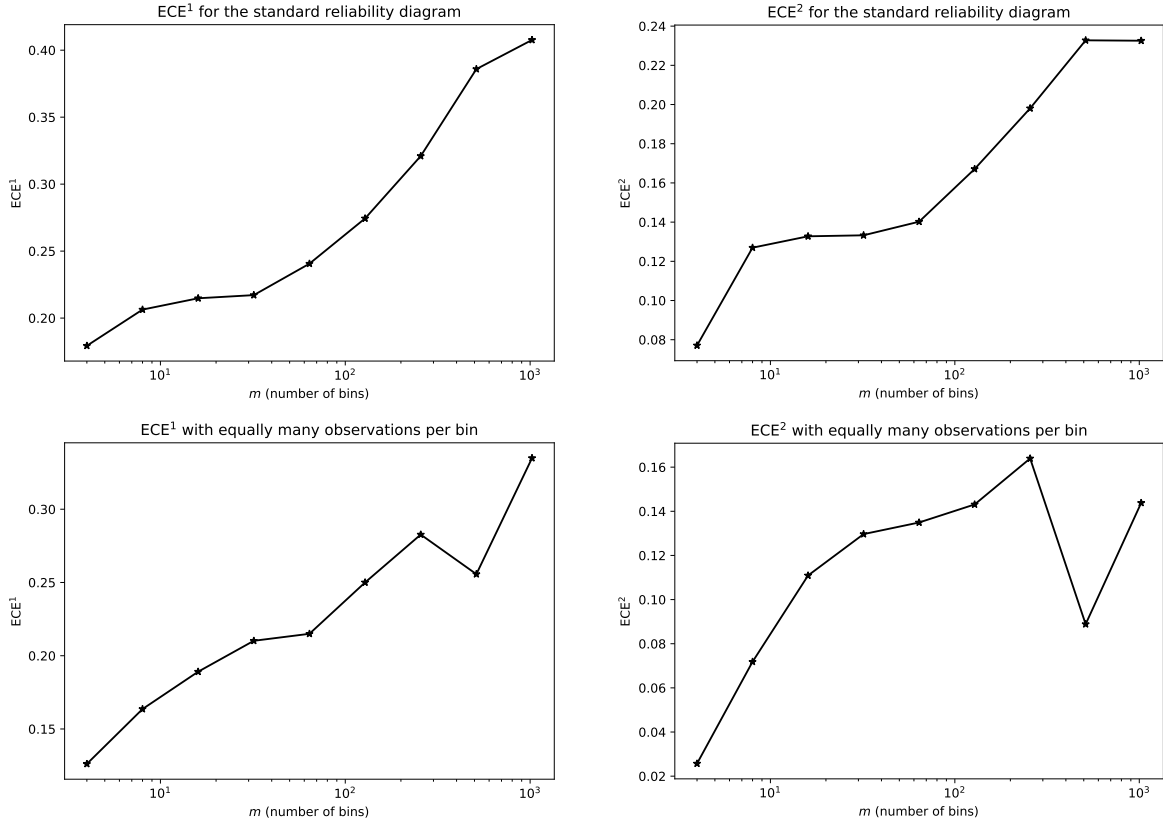 ECE¹ for the standard reliability diagram
0.40
0.35
0.30
0.25
0.20
ECE¹
10¹ 10² 10³
m (number of bins)
ECE² for the standard reliability diagram
0.24
0.22
0.20
0.18
0.16
0.14
0.12
0.10
0.08
ECE²
10¹ 10² 10³
m (number of bins)
ECE¹ with equally many observations per bin
0.30
0.25
0.20
0.15
ECE¹
10¹ 10² 10³
m (number of bins)
ECE² with equally many observations per bin
0.16
0.14
0.12
0.10
0.08
0.06
0.04
0.02
ECE²
10¹ 10² 10³
m (number of bins)